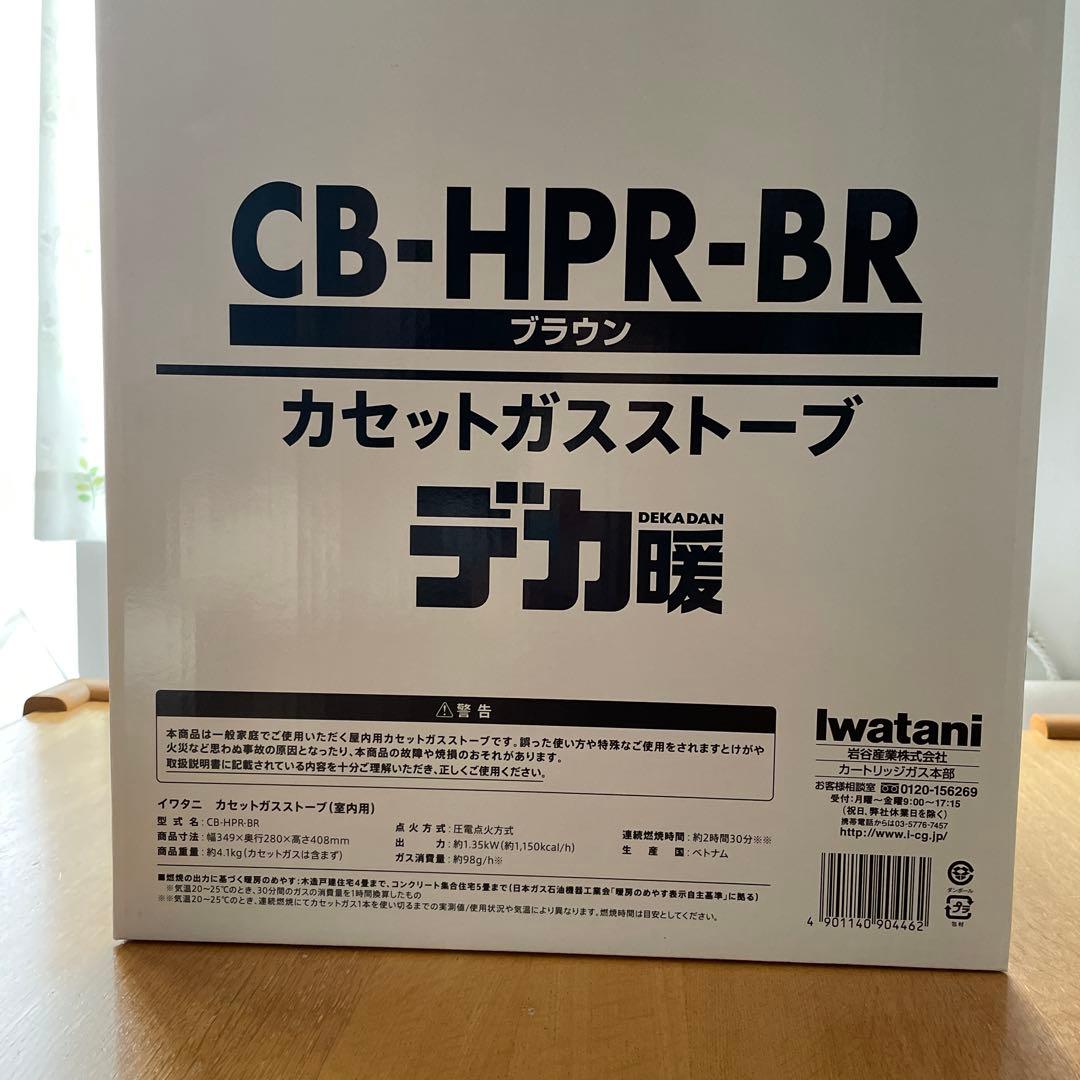 CB-HPR-BR
ブラウン
カセットガスストーブ
デカ暖
DEKADAN
⚠警告
本商品は一般家庭でご使用いただく屋内用カセットガスストーブです。誤った使い方や特殊なご使用をされますとけがや
火災など思わぬ事故の原因となったり、本商品の故障や焼損のおそれがあります。
取扱説明書に記載されている内容を十分ご理解いただき、正しくご使用ください。
イワタニ カセットガスストーブ(室内用)
型式名:CB-HPR-BR
商品寸法:幅349×奥行280×高さ408mm
商品重量:約4.1kg(カセットガスは含まず)
点火方式:圧電点火方式
出力:約1.35kW(約1,150kcal/h)
ガス消費量:約98g/h※
連続燃焼時間:約2時間30分※※
生産国:ベトナム
■燃焼の出力に基づく暖房のめやす:木造戸建住宅4畳まで、コンクリート集合住宅5畳まで(日本ガス石油機器工業会「暖房のめやす表示自主基準」に拠る)
※気温20~25℃のとき、30分間のガスの消費量を1時間換算したもの
※※気温20~25℃のとき、連続燃焼にてカセットガス1本を使い切るまでの実測値/使用状況や気温により異なります。燃焼時間は目安としてください。
Iwatani
岩谷産業株式会社
カートリッジガス本部
お客様相談室 0120-156269
受付:月曜~金曜9:00~17:15
(祝日、弊社休業日を除く)
携帯電話からは03-5776-7457
http://www.i-cg.jp/
4 901140 904462
ダンボール
プラ
包材